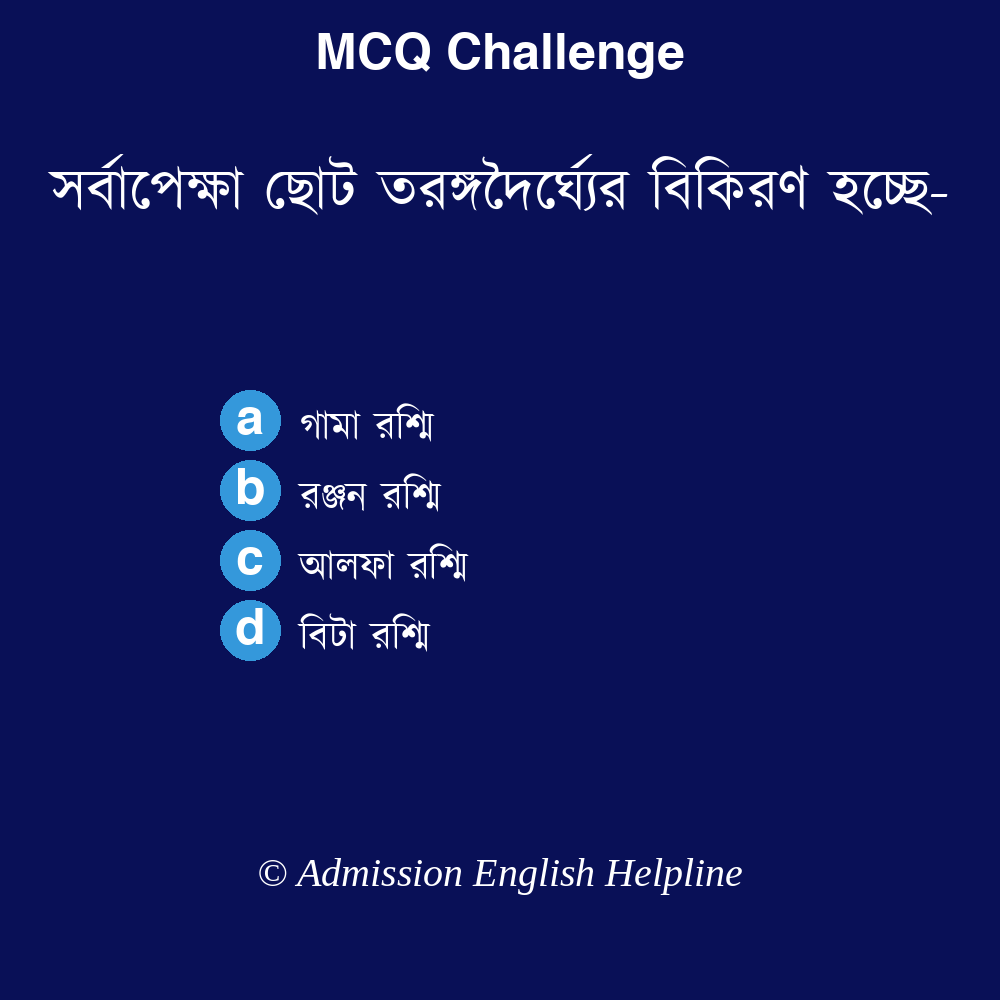 MCQ Challenge
সর্বাপেক্ষা ছোট তরঙ্গদৈর্ঘ্যের বিকিরণ হচ্ছে-
a গামা রশ্মি
b রঞ্জন রশ্মি
c আলফা রশ্মি
d বিটা রশ্মি
© Admission English Helpline